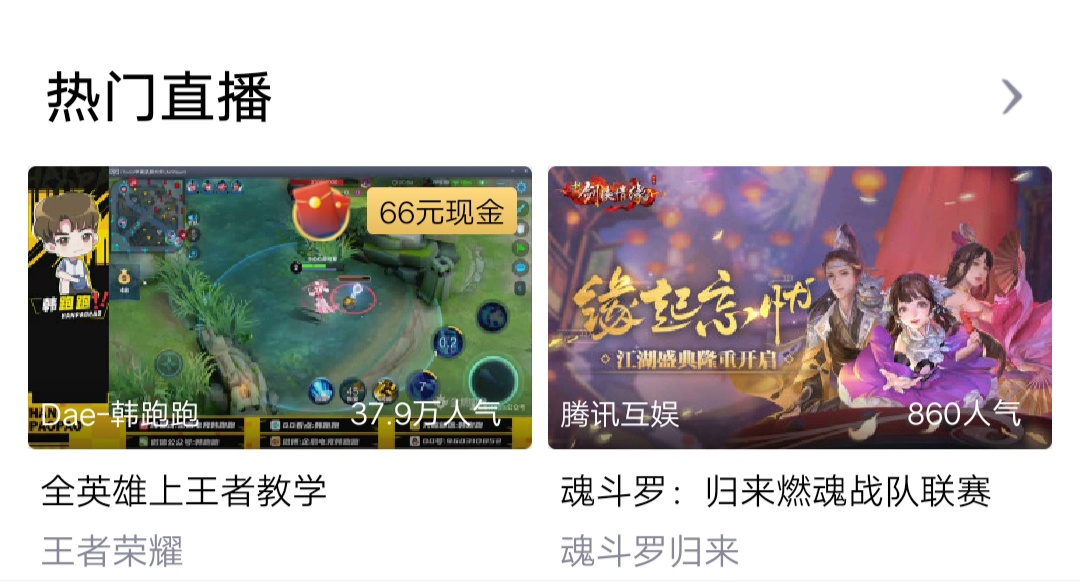 热门直播
66元现金
韩跑跑!!
0.2
7
Dae-韩跑跑
37.9万人气
全英雄上王者教学
王者荣耀
缘起忘忧
江湖盛典隆重开启
腾讯互娱
860人气
魂斗罗：归来燃魂战队联赛
魂斗罗归来